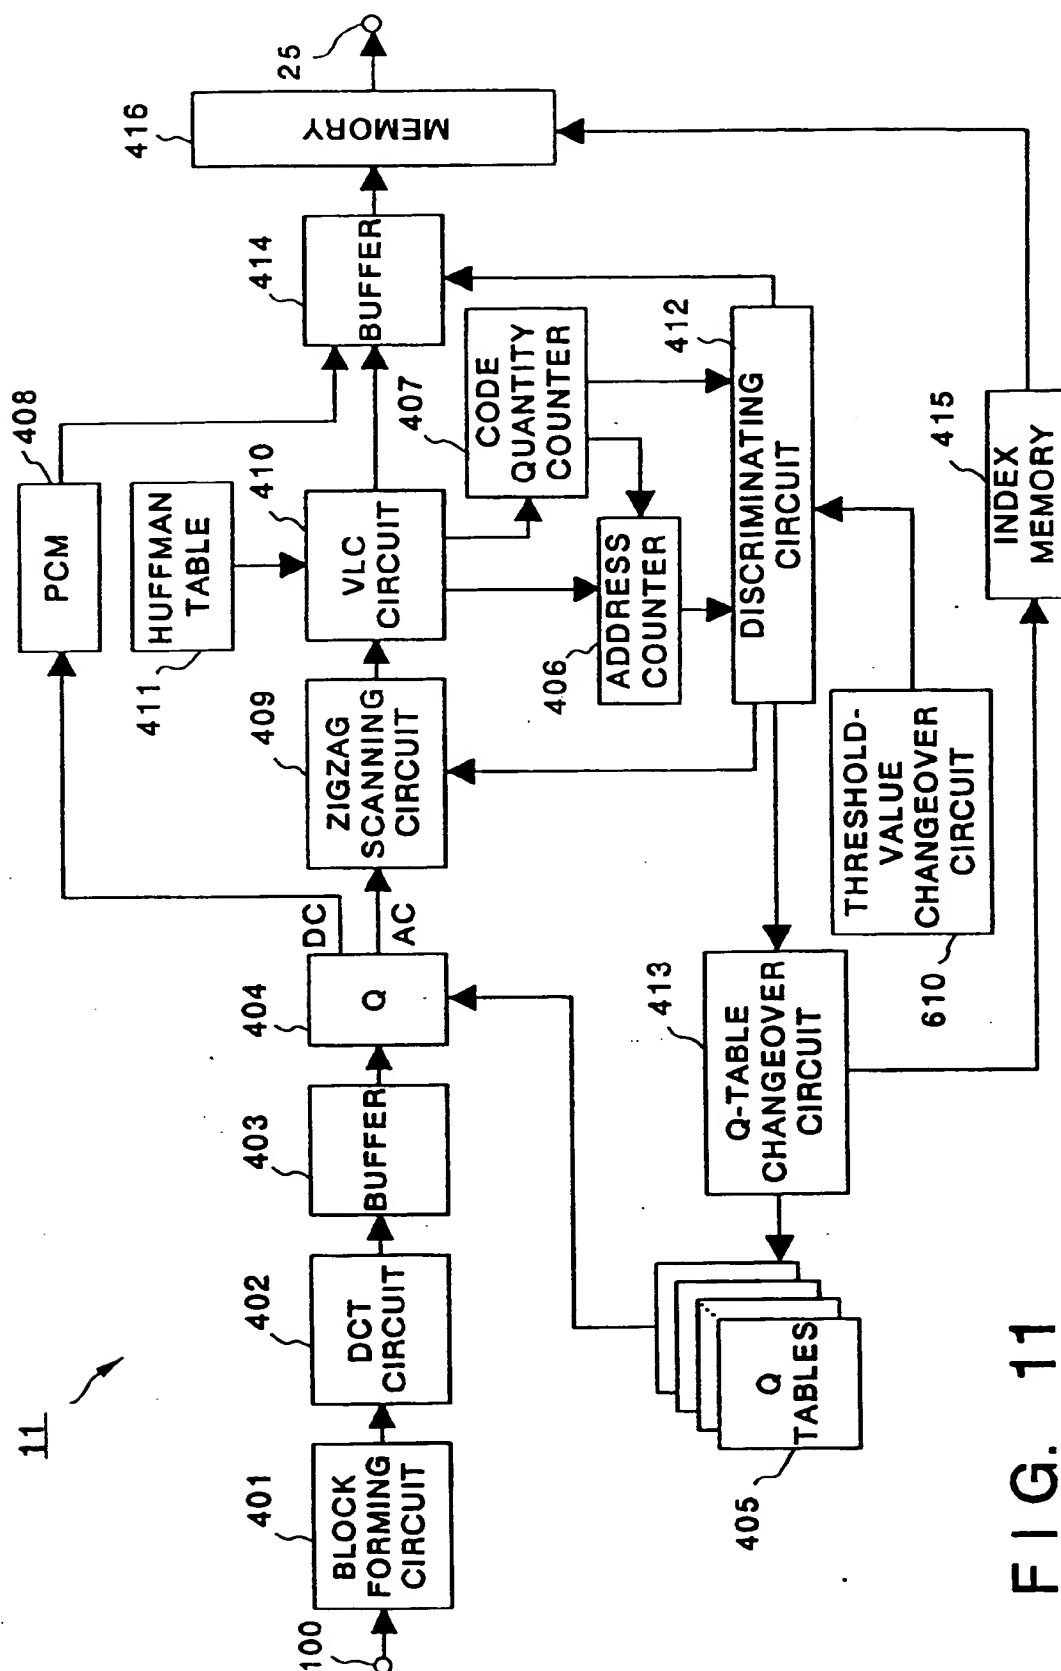 11
100
401
BLOCK
FORMING
CIRCUIT
402
DCT
CIRCUIT
403
BUFFER
404
Q
DC
AC
409
ZIGZAG
SCANNING
CIRCUIT
408
PCM
HUFFMAN
TABLE
411
410
VLC
CIRCUIT
414
BUFFER
416
MEMORY
25
407
CODE
QUANTITY
COUNTER
406
ADDRESS
COUNTER
412
DISCRIMINATING
CIRCUIT
413
Q-TABLE
CHANGEOVER
CIRCUIT
405
Q
TABLES
THRESHOLD-
VALUE
CHANGEOVER
CIRCUIT
610
415
INDEX
MEMORY
FIG. 11